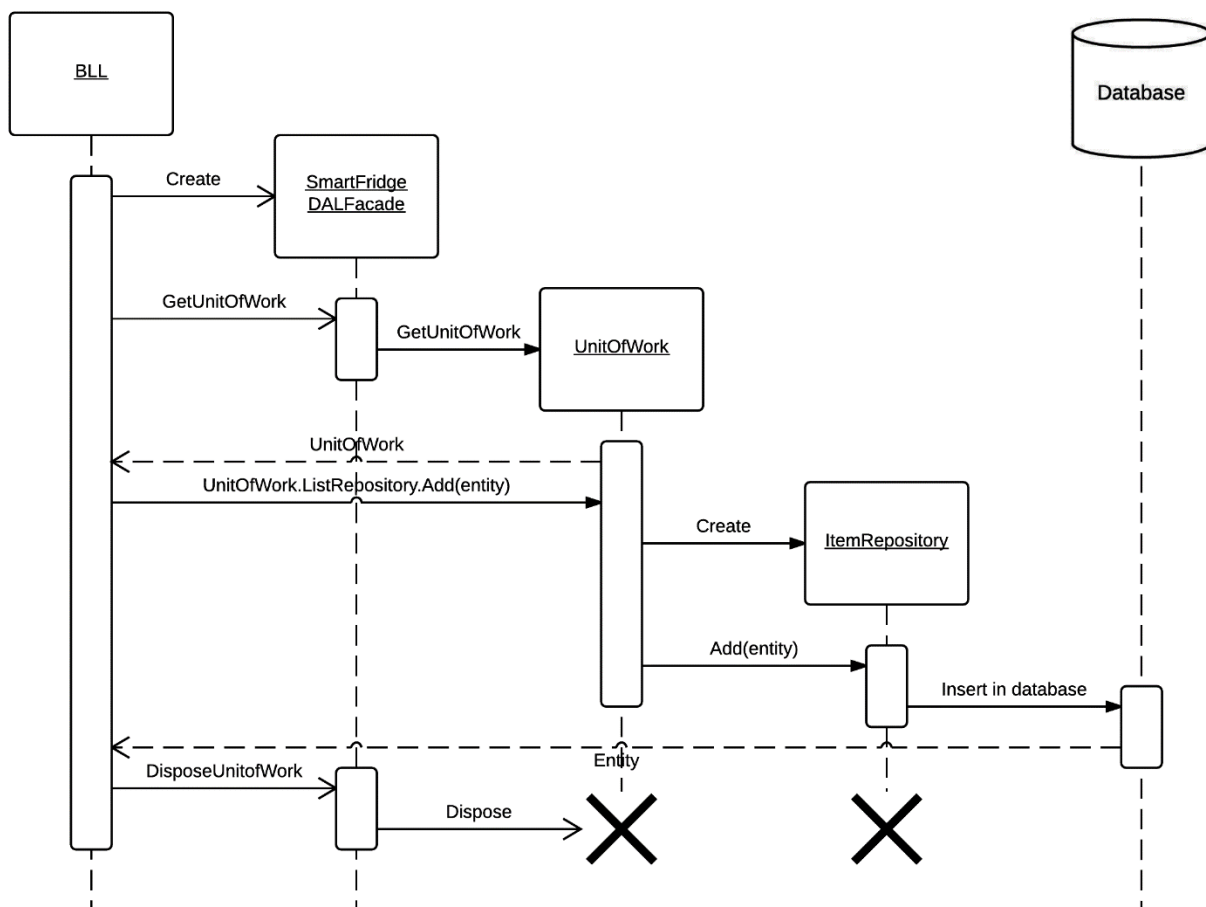 BLL
Database
Create
SmartFridge
DALFacade
GetUnitOfWork
GetUnitOfWork
UnitOfWork
UnitOfWork
UnitOfWork.ListRepository.Add(entity)
Create
ItemRepository
Add(entity)
Insert in database
Entity
DisposeUnitofWork
Dispose